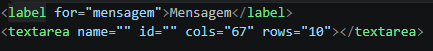 <label for="mensagem">Mensagem</label>
<textarea name="" id="" cols="67" rows="10"></textarea>